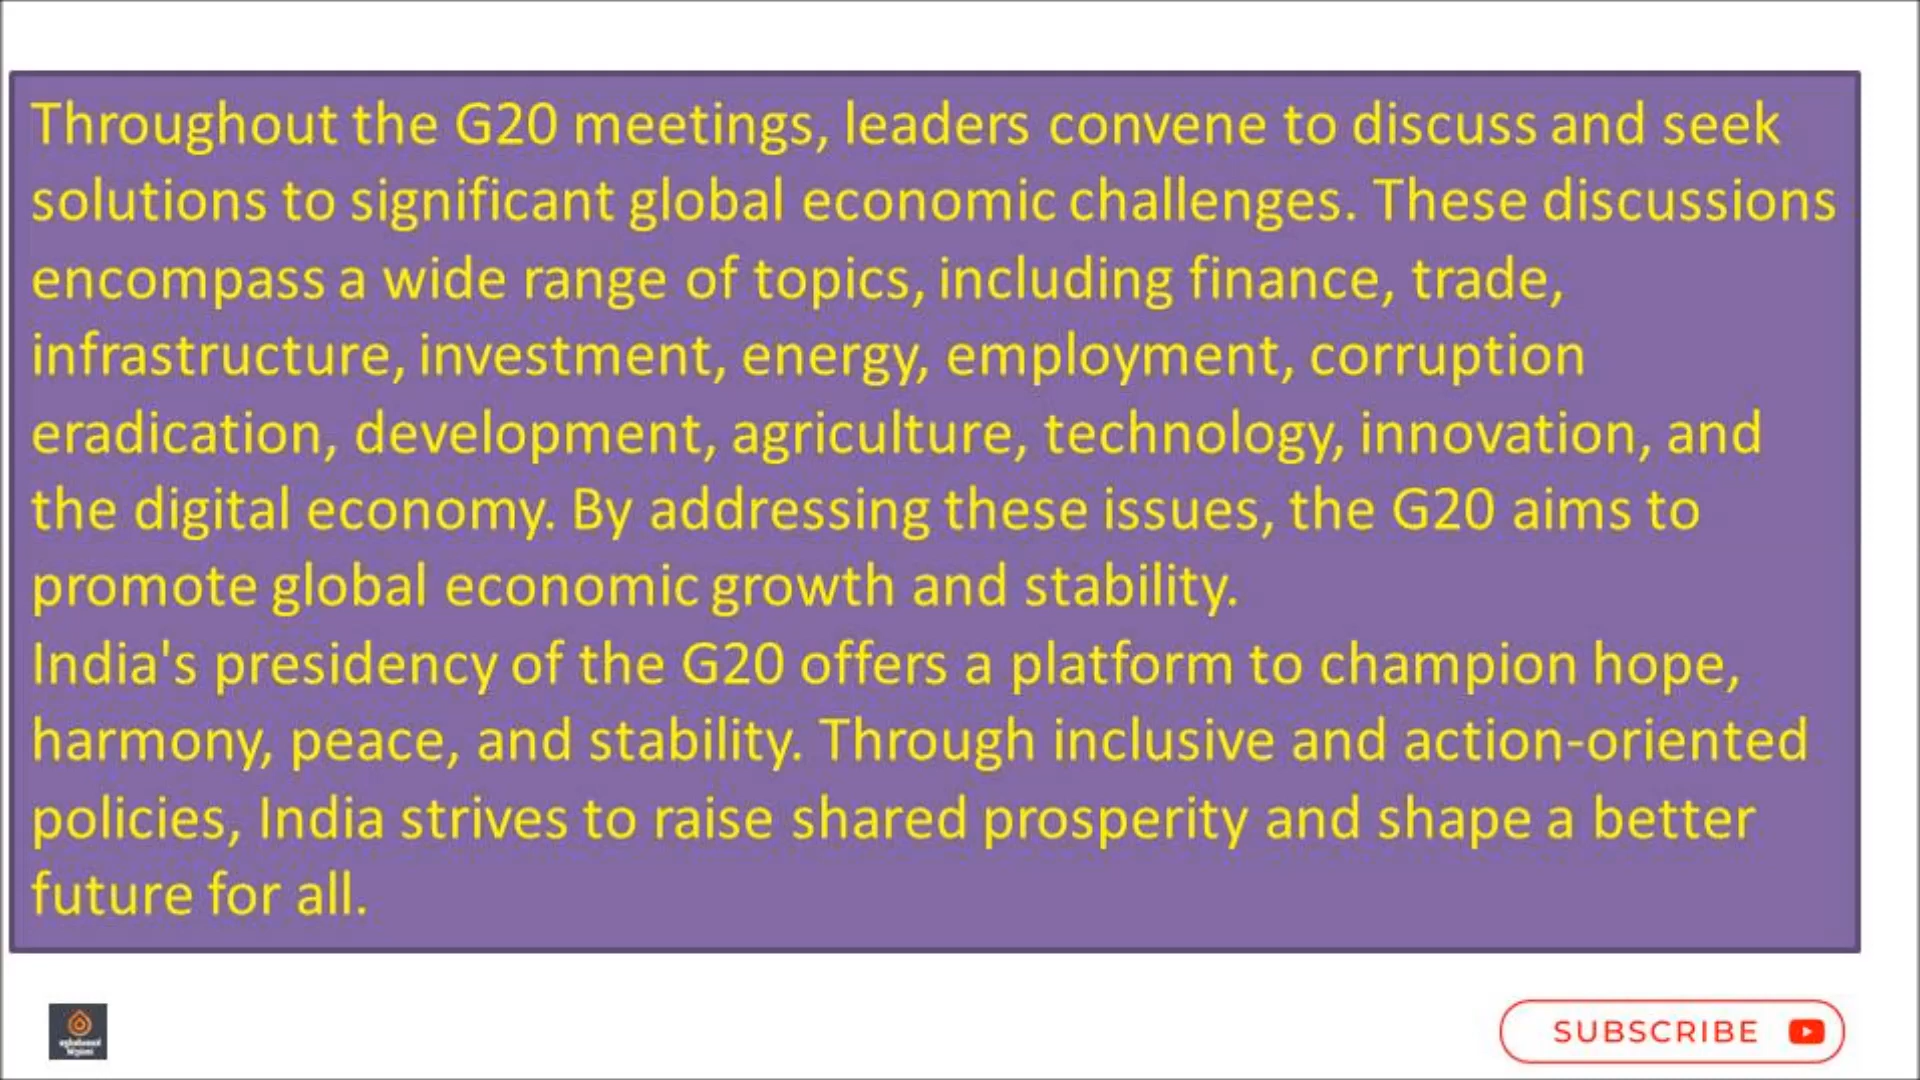 Throughout the G20 meetings, leaders convene to discuss and seek
solutions to significant global economic challenges. These discussions
encompass a wide range of topics, including finance, trade,
infrastructure, investment, energy, employment, corruption
eradication, development, agriculture, technology, innovation, and
the digital economy. By addressing these issues, the G20 aims to
promote global economic growth and stability.
India's presidency of the G20 offers a platform to champion hope,
harmony, peace, and stability. Through inclusive and action-oriented
policies, India strives to raise shared prosperity and shape a better
future for all.
SUBSCRIBE